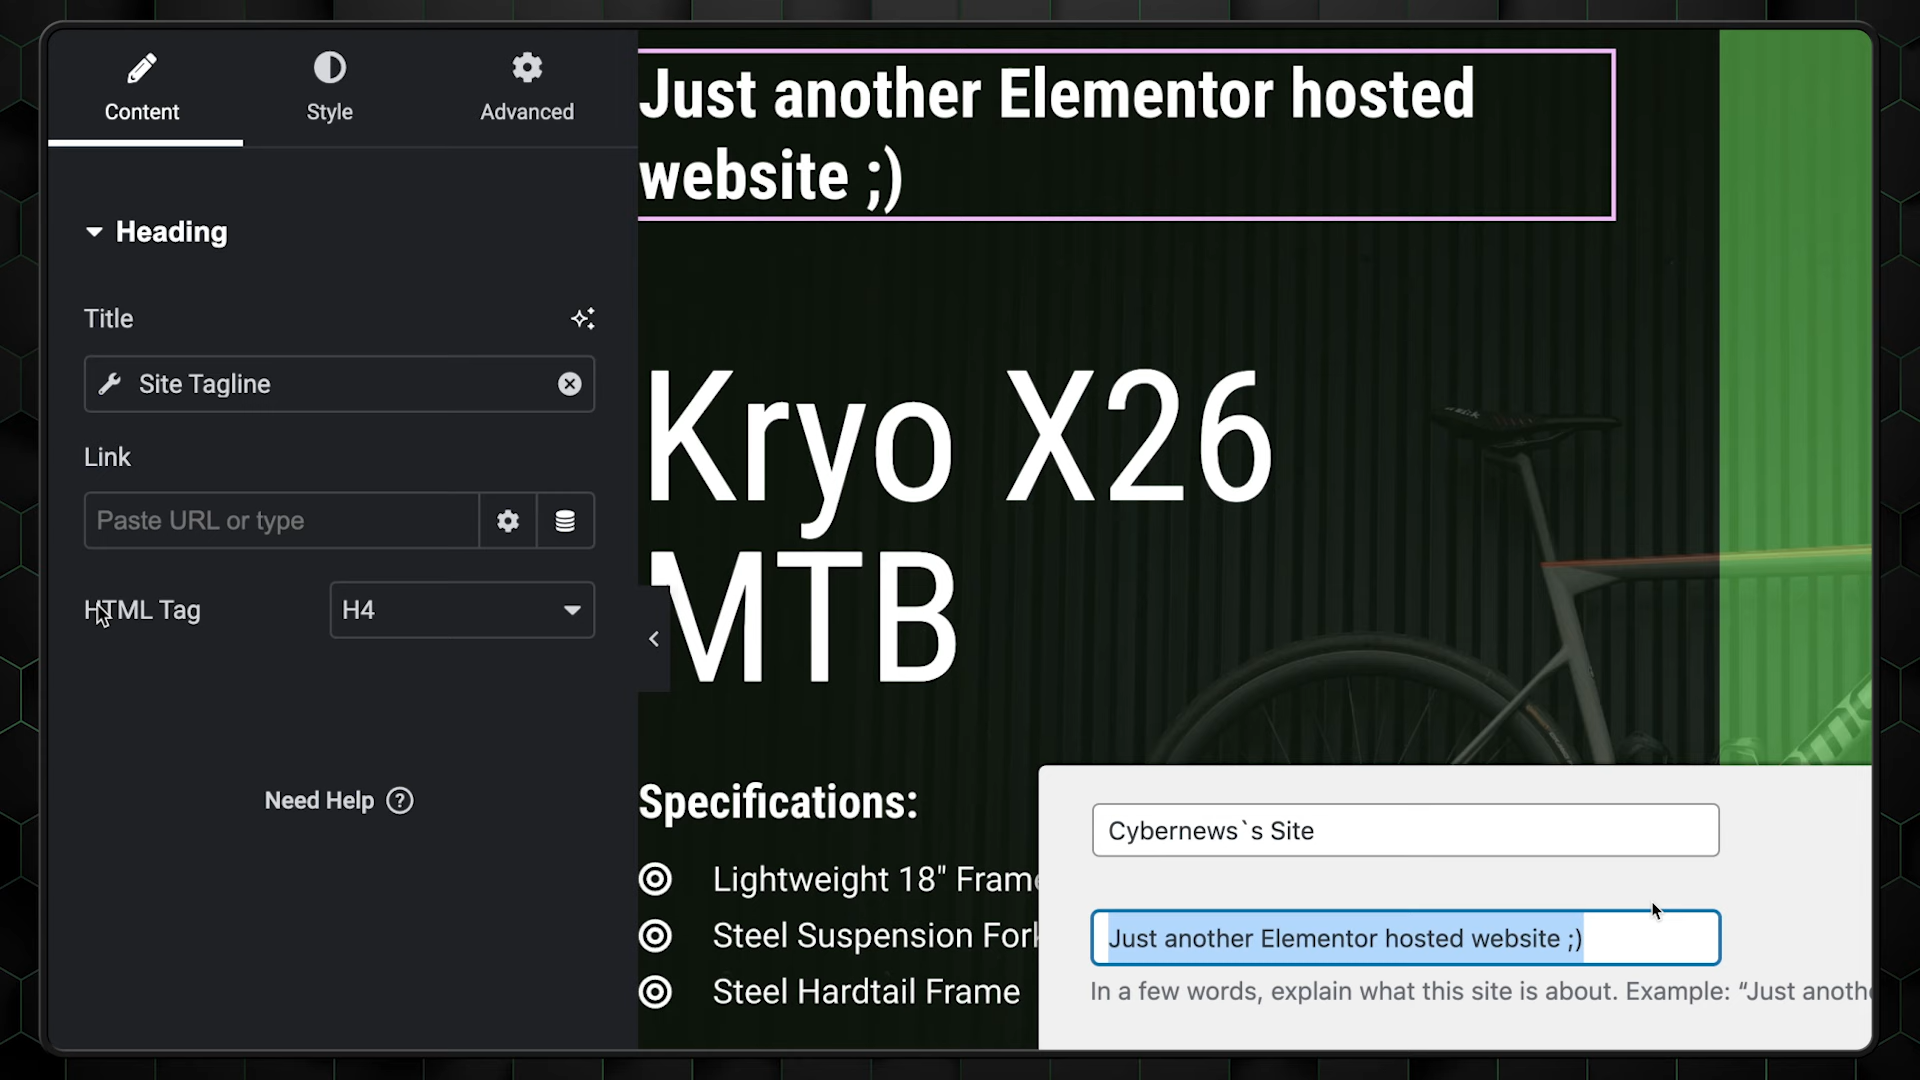 Content
Style
Advanced
Heading
Title
Site Tagline
Link
Paste URL or type
HTML Tag
H4
Need Help
Just another Elementor hosted
website ;)
Kryo X26
MTB
Specifications:
Lightweight 18" Frame
Steel Suspension Fork
Steel Hardtail Frame
Cybernews`s Site
Just another Elementor hosted website ;)
In a few words, explain what this site is about. Example: “Just anoth